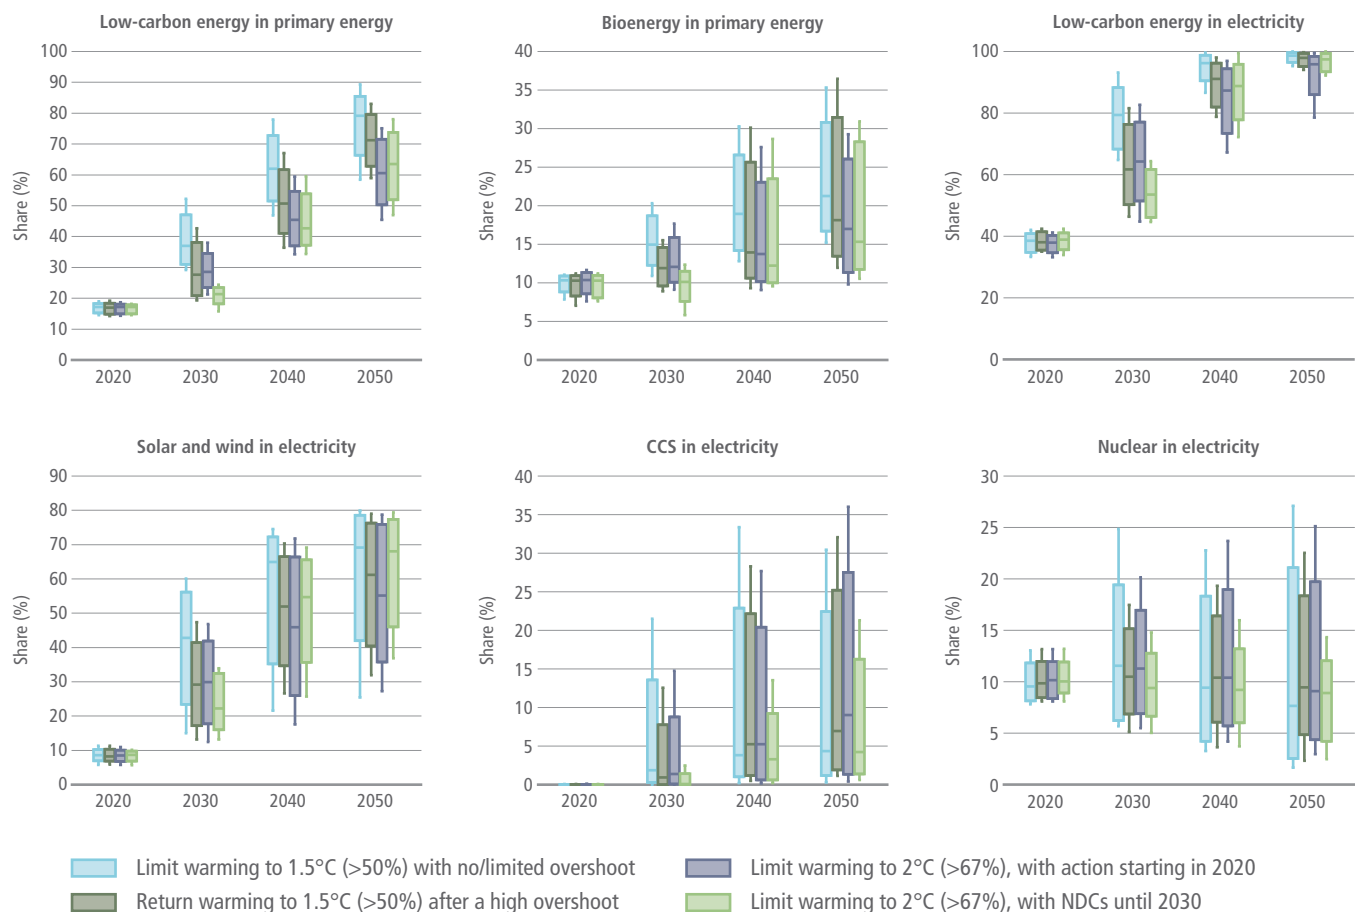 Low-carbon energy in primary energy
Share (%)
100
90
80
70
60
50
40
30
20
10
0
2020 2030 2040 2050
Bioenergy in primary energy
Share (%)
40
35
30
25
20
15
10
5
0
2020 2030 2040 2050
Low-carbon energy in electricity
Share (%)
100
80
60
40
20
0
2020 2030 2040 2050
Solar and wind in electricity
Share (%)
90
80
70
60
50
40
30
20
10
0
2020 2030 2040 2050
CCS in electricity
Share (%)
40
35
30
25
20
15
10
5
0
2020 2030 2040 2050
Nuclear in electricity
Share (%)
30
25
20
15
10
5
0
2020 2030 2040 2050
Limit warming to 1.5°C (>50%) with no/limited overshoot
Return warming to 1.5°C (>50%) after a high overshoot
Limit warming to 2°C (>67%), with action starting in 2020
Limit warming to 2°C (>67%), with NDCs until 2030